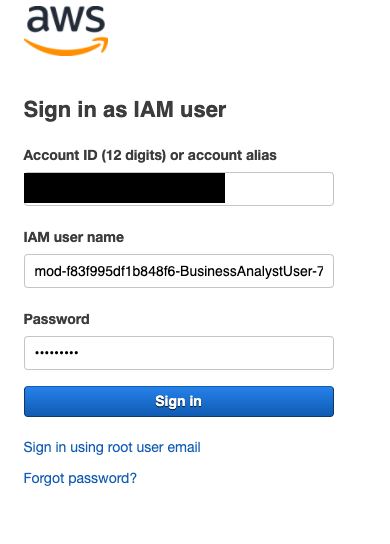 aws
Sign in as IAM user
Account ID (12 digits) or account alias
IAM user name
mod-f83f995df1b848f6-BusinessAnalystUser-7
Password
•••••••••
Sign in
Sign in using root user email
Forgot password?